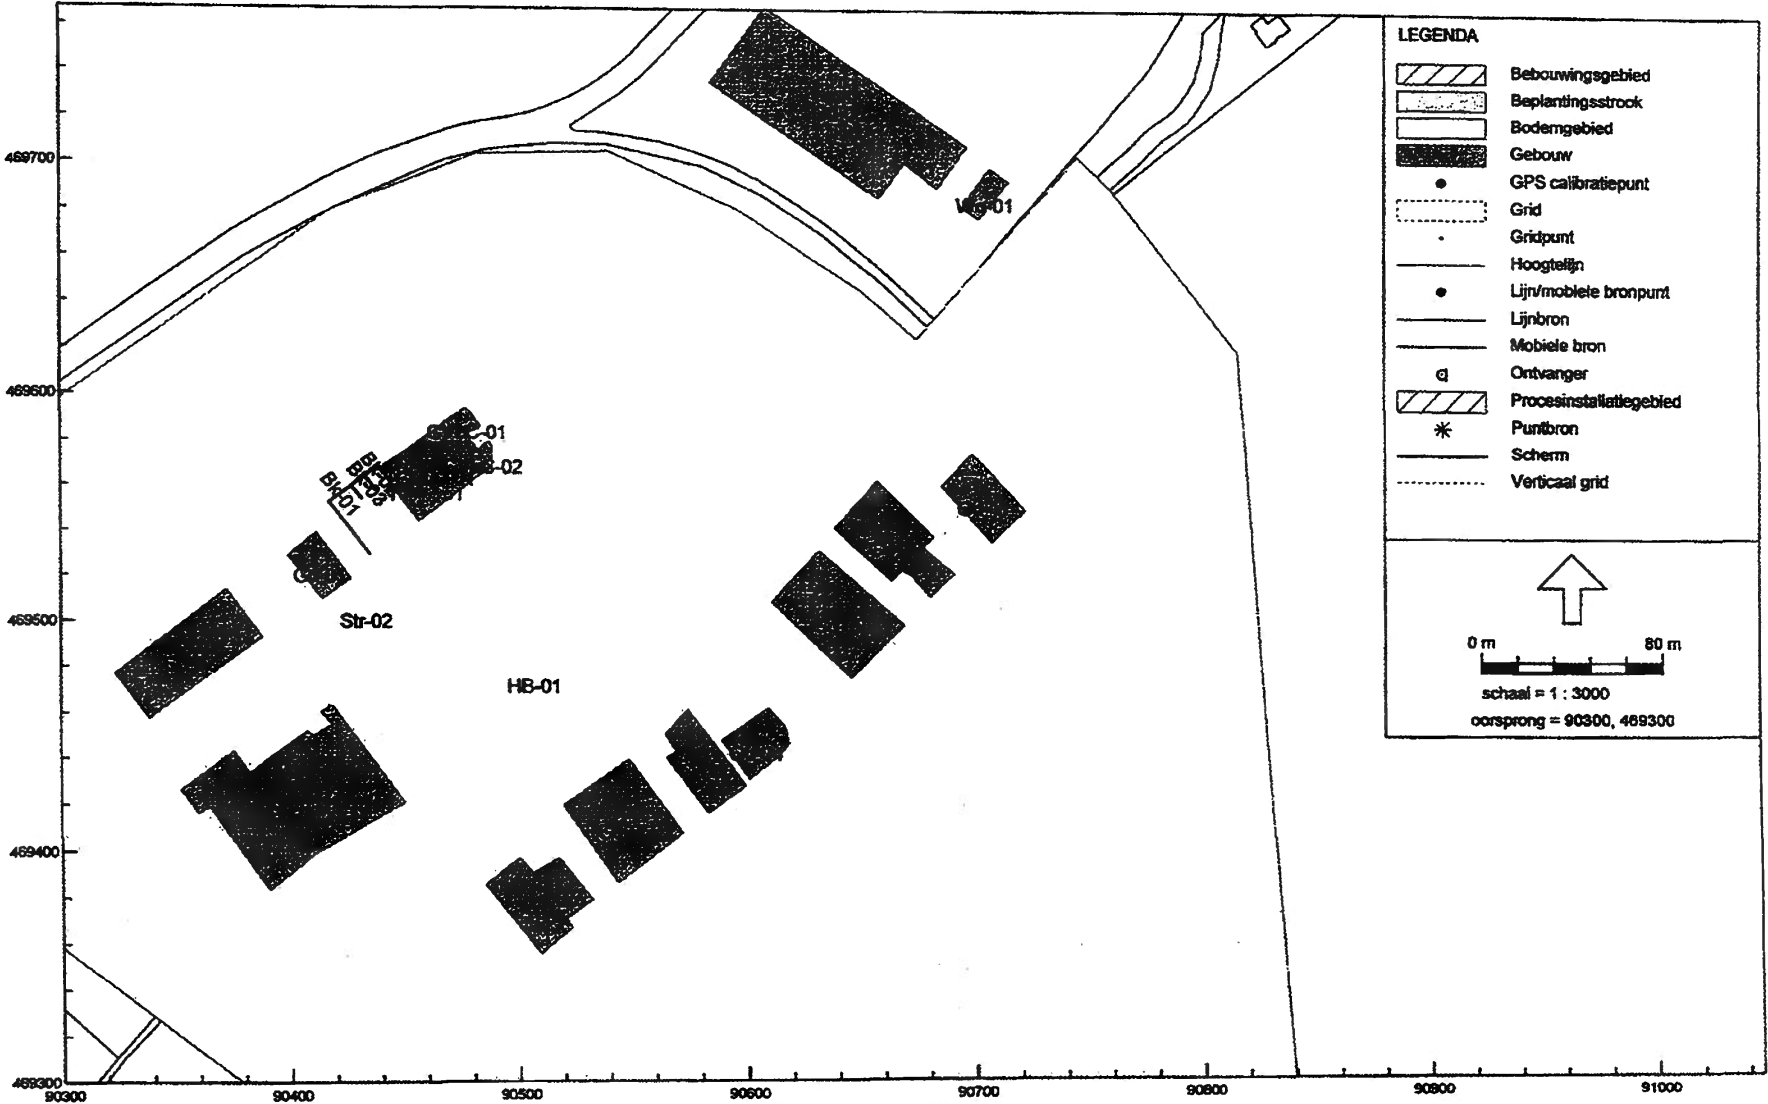 LEGENDA
Bebouwingsgebied
Beplantingsstrook
Bodemgebied
Gebouw
GPS calibratiepunt
Grid
Gridpunt
Hoogtelijn
Lijn/mobiele bronpunt
Lijnbron
Mobiele bron
Ontvanger
Procesinstallatiegebied
Puntbron
Scherm
Verticaal grid
0 m 80 m
schaal = 1 : 3000
oorsprong = 90300, 469300
469700
469600
469500
469400
469300
-01
-02
Bk-01
Str-02
HB-01
90300 90400 90500 90600 90700 90800 90900 91000